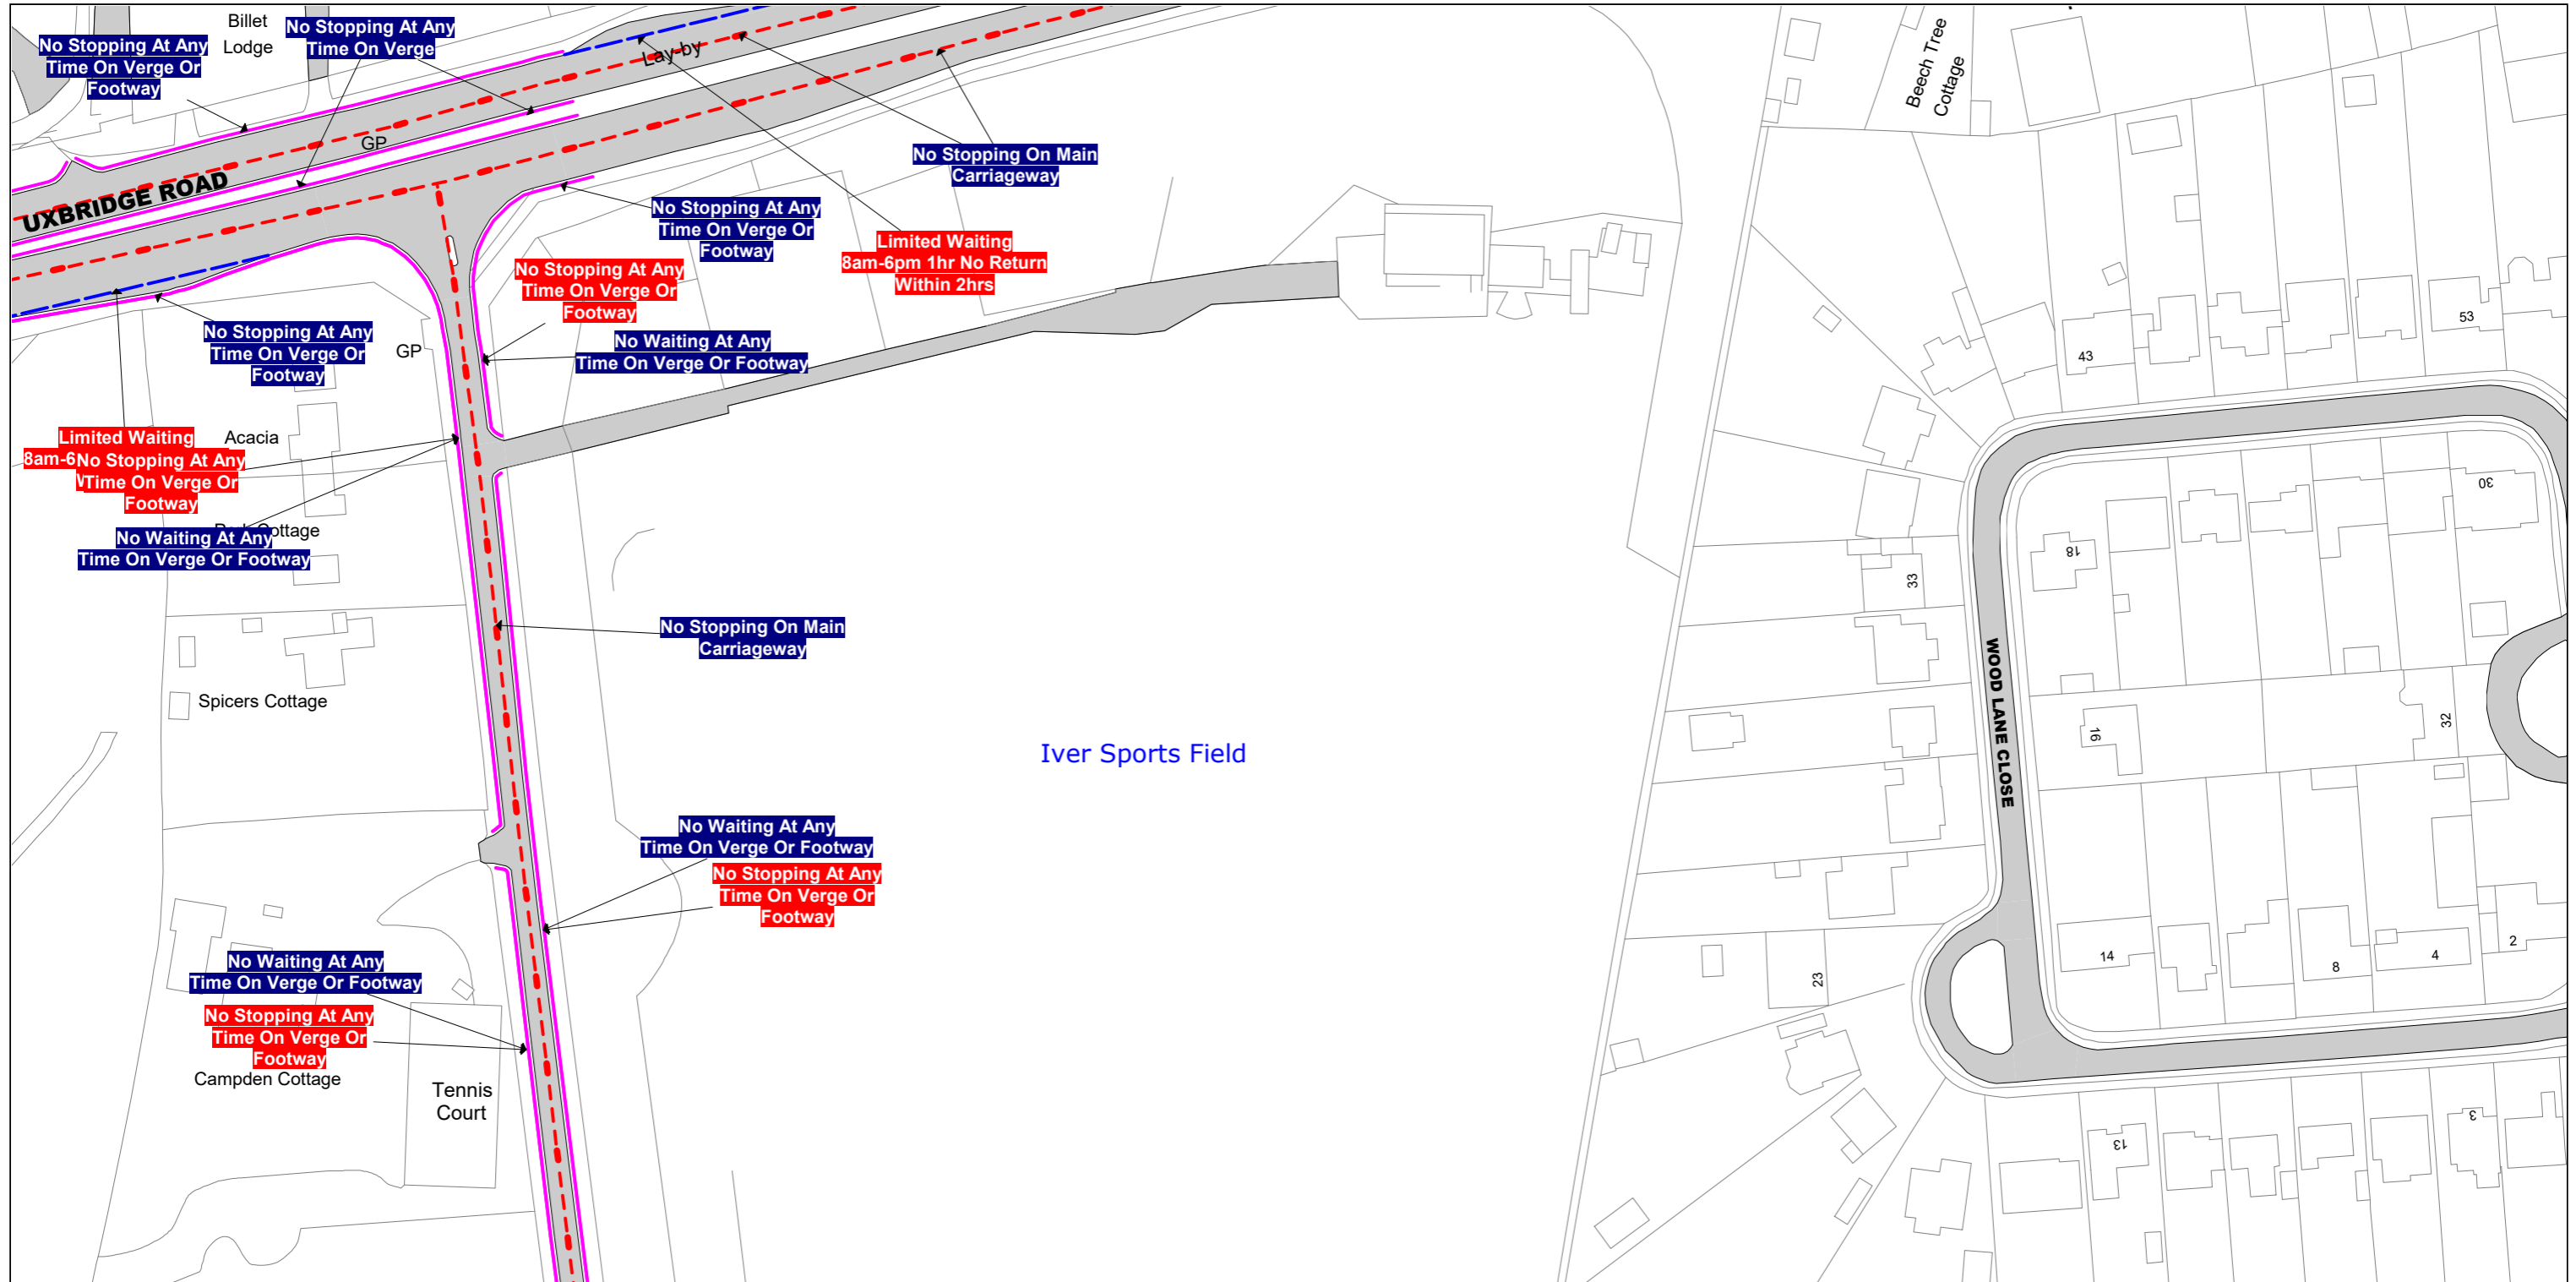 Billet
Lodge
No Stopping At Any
Time On Verge Or
Footway
No Stopping At Any
Time On Verge
Lay-by
Beech Tree
Cottage
GP
UXBRIDGE ROAD
No Stopping On Main
Carriageway
No Stopping At Any
Time On Verge Or
Footway
Limited Waiting
8am-6pm 1hr No Return
Within 2hrs
No Stopping At Any
Time On Verge Or
Footway
No Waiting At Any
Time On Verge Or Footway
No Stopping At Any
Time On Verge Or
Footway
GP
53
43
Limited Waiting
8am-6
No Stopping At Any
Time On Verge Or
Footway
Acacia
Cottage
No Waiting At Any
Time On Verge Or Footway
30
18
33
No Stopping On Main
Carriageway
Spicers Cottage
WOOD LANE CLOSE
16
32
Iver Sports Field
No Waiting At Any
Time On Verge Or Footway
No Stopping At Any
Time On Verge Or
Footway
No Waiting At Any
Time On Verge Or Footway
No Stopping At Any
Time On Verge Or
Footway
Campden Cottage
Tennis
Court
23
14
8
4
2
13
3